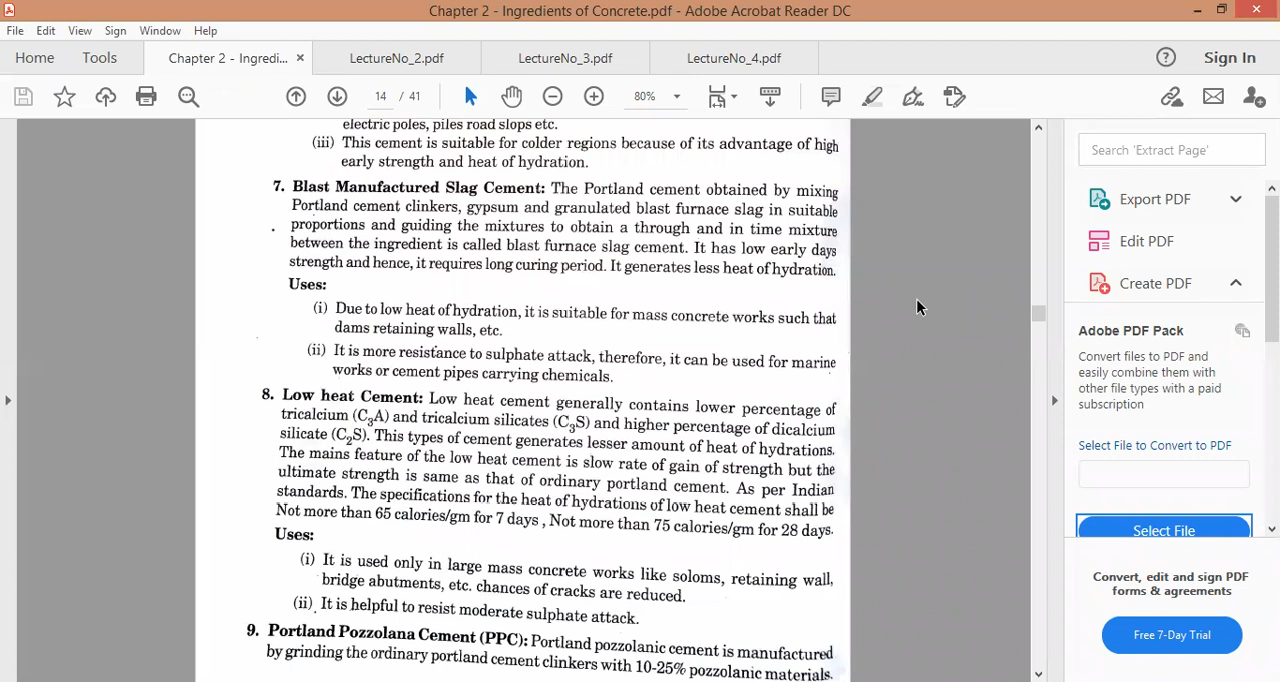 Chapter 2 - Ingredients of Concrete.pdf - Adobe Acrobat Reader DC
File Edit View Sign Window Help
Home Tools Chapter 2 - Ingredi... × LectureNo_2.pdf LectureNo_3.pdf LectureNo_4.pdf ? Sign In
14 / 41 80%
electric poles, piles road slops etc.
(iii) This cement is suitable for colder regions because of its advantage of high
early strength and heat of hydration.
7. Blast Manufactured Slag Cement: The Portland cement obtained by mixing
Portland cement clinkers, gypsum and granulated blast furnace slag in suitable
proportions and guiding the mixtures to obtain a through and in time mixture
between the ingredient is called blast furnace slag cement. It has low early days
strength and hence, it requires long curing period. It generates less heat of hydration.
Uses:
(i) Due to low heat of hydration, it is suitable for mass concrete works such that
dams retaining walls, etc.
(ii) It is more resistance to sulphate attack, therefore, it can be used for marine
works or cement pipes carrying chemicals.
8. Low heat Cement: Low heat cement generally contains lower percentage of
tricalcium (C₃A) and tricalcium silicates (C₃S) and higher percentage of dicalcium
silicate (C₂S). This types of cement generates lesser amount of heat of hydrations.
The mains feature of the low heat cement is slow rate of gain of strength but the
ultimate strength is same as that of ordinary portland cement. As per Indian
standards. The specifications for the heat of hydrations of low heat cement shall be
Not more than 65 calories/gm for 7 days , Not more than 75 calories/gm for 28 days.
Uses:
(i) It is used only in large mass concrete works like soloms, retaining wall,
bridge abutments, etc. chances of cracks are reduced.
(ii) It is helpful to resist moderate sulphate attack.
9. Portland Pozzolana Cement (PPC): Portland pozzolanic cement is manufactured
by grinding the ordinary portland cement clinkers with 10-25% pozzolanic materials.
Search 'Extract Page'
Export PDF
Edit PDF
Create PDF
Adobe PDF Pack
Convert files to PDF and
easily combine them with
other file types with a paid
subscription
Select File to Convert to PDF
Select File
Convert, edit and sign PDF
forms & agreements
Free 7-Day Trial